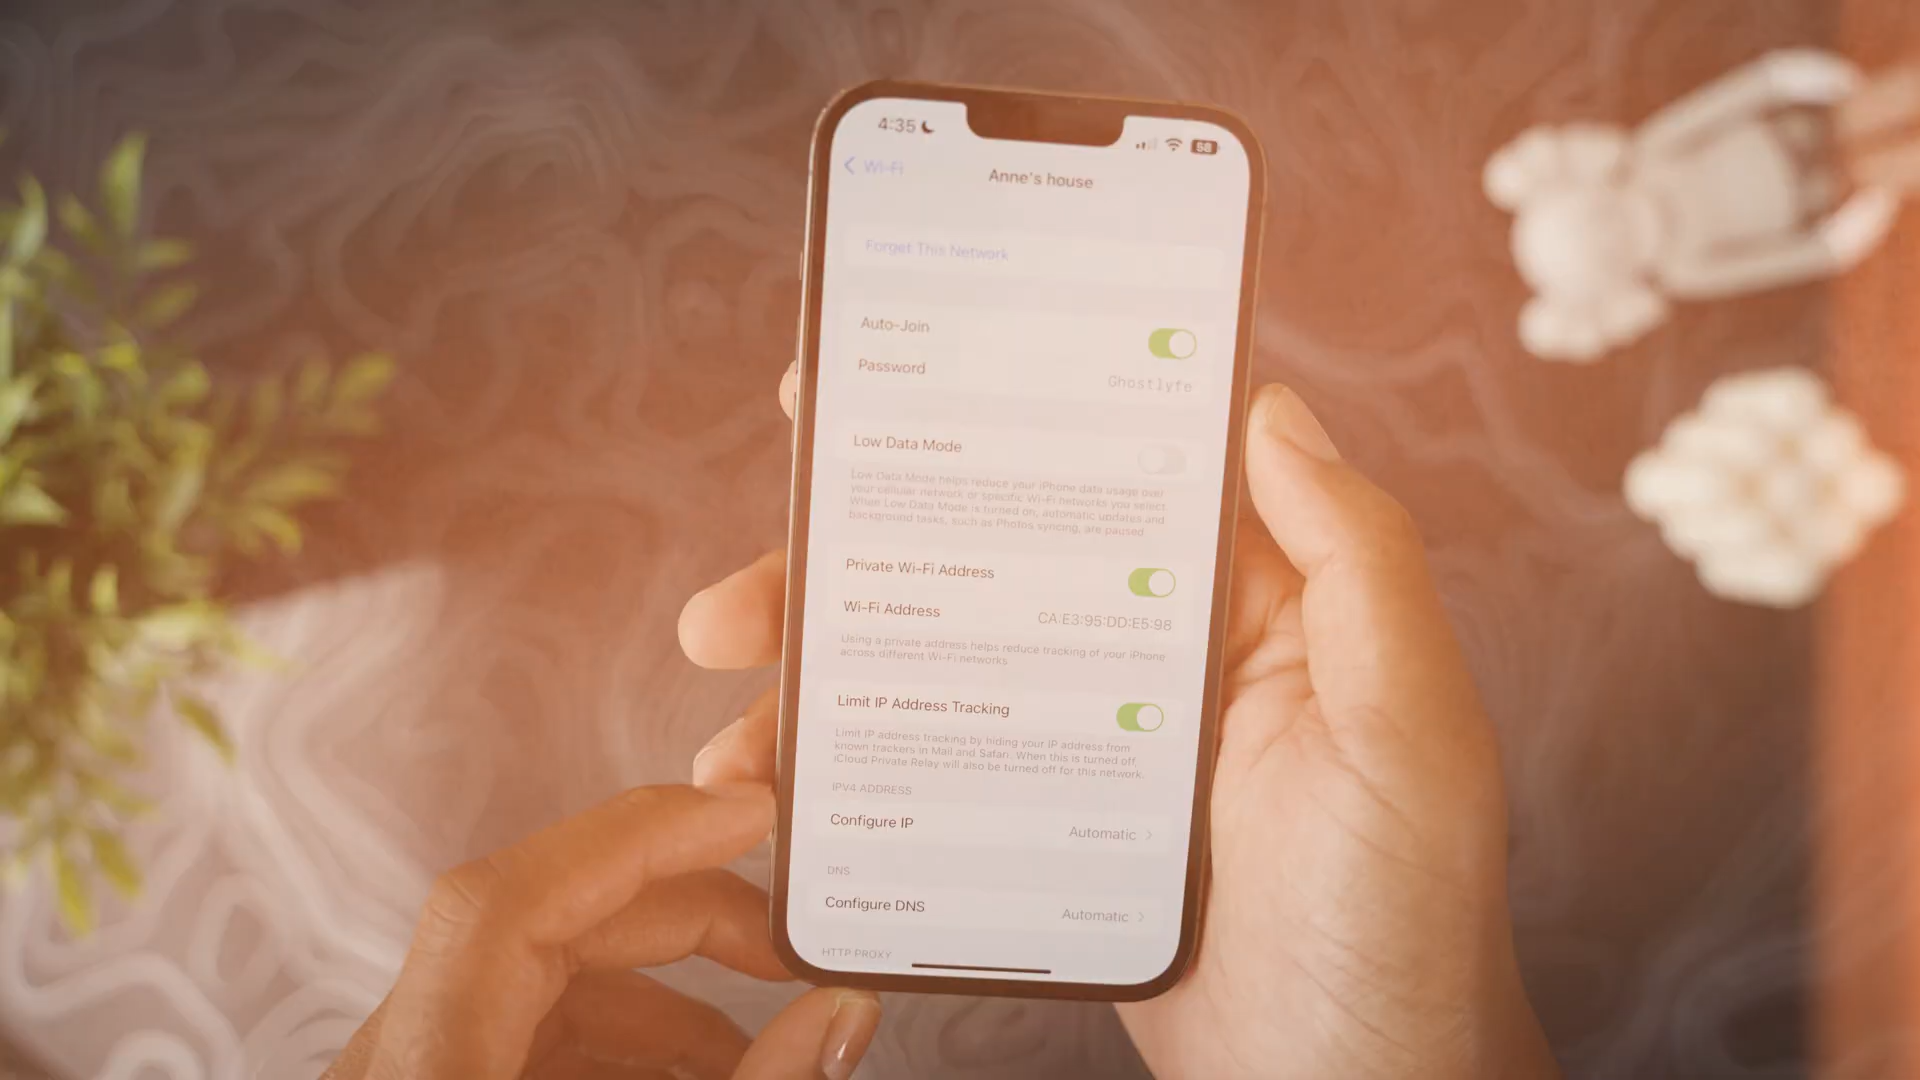 4:35
58
Wi-Fi
Anne's house
Forget This Network
Auto-Join
Password
Ghostlyfe
Low Data Mode
Low Data Mode helps reduce your iPhone data usage over
your cellular network or specific Wi-Fi networks you select.
When Low Data Mode is turned on, automatic updates and
background tasks, such as Photos syncing, are paused.
Private Wi-Fi Address
Wi-Fi Address
CA:E3:95:DD:E5:98
Using a private address helps reduce tracking of your iPhone
across different Wi-Fi networks.
Limit IP Address Tracking
Limit IP address tracking by hiding your IP address from
known trackers in Mail and Safari. When this is turned off,
iCloud Private Relay will also be turned off for this network.
IPV4 ADDRESS
Configure IP
Automatic
DNS
Configure DNS
Automatic
HTTP PROXY